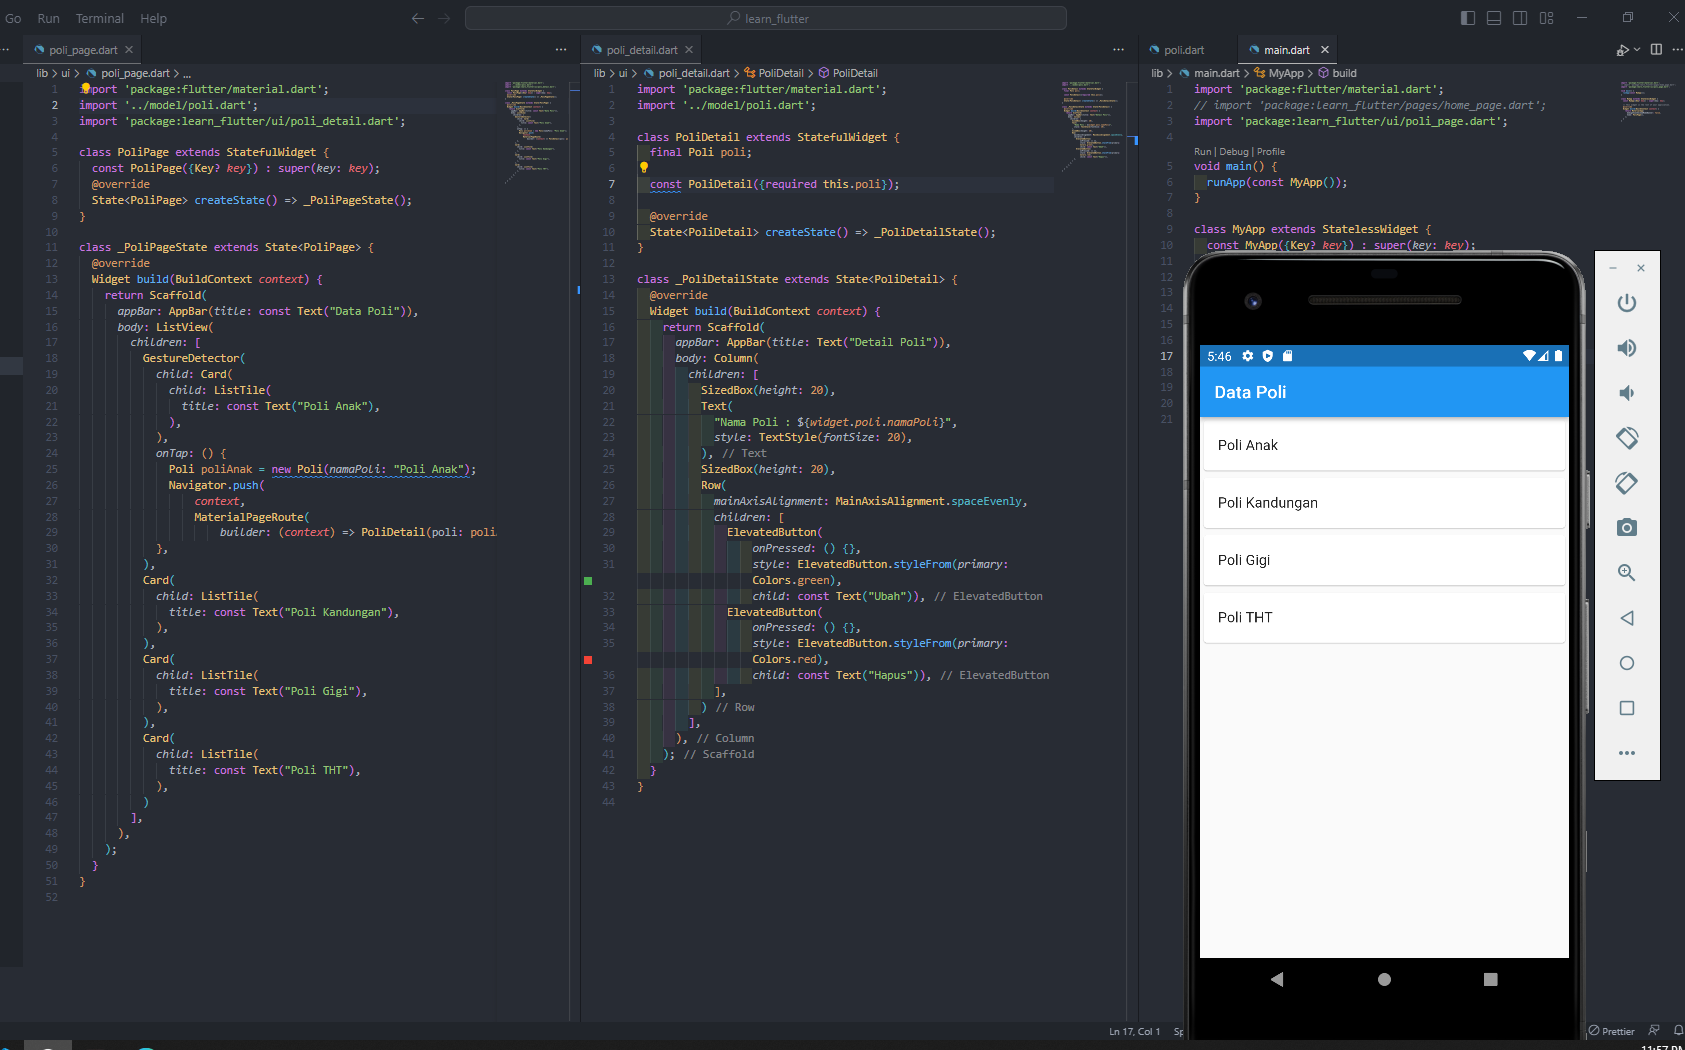 Go Run Terminal Help
learn_flutter
poli_page.dart
lib > ui > poli_page.dart > ...
1 import 'package:flutter/material.dart';
2 import '../model/poli.dart';
3 import 'package:learn_flutter/ui/poli_detail.dart';
4
5 class PoliPage extends StatefulWidget {
6 const PoliPage({Key? key}) : super(key: key);
7 @override
8 State<PoliPage> createState() => _PoliPageState();
9 }
10
11 class _PoliPageState extends State<PoliPage> {
12 @override
13 Widget build(BuildContext context) {
14 return Scaffold(
15 appBar: AppBar(title: const Text("Data Poli")),
16 body: ListView(
17 children: [
18 GestureDetector(
19 child: Card(
20 child: ListTile(
21 title: const Text("Poli Anak"),
22 ),
23 ),
24 onTap: () {
25 Poli poliAnak = new Poli(namaPoli: "Poli Anak");
26 Navigator.push(
27 context,
28 MaterialPageRoute(
29 builder: (context) => PoliDetail(poli: poli
30 },
31 ),
32 Card(
33 child: ListTile(
34 title: const Text("Poli Kandungan"),
35 ),
36 ),
37 Card(
38 child: ListTile(
39 title: const Text("Poli Gigi"),
40 ),
41 ),
42 Card(
43 child: ListTile(
44 title: const Text("Poli THT"),
45 ),
46 )
47 ],
48 ),
49 );
50 }
51 }
52
poli_detail.dart
lib > ui > poli_detail.dart > PoliDetail > PoliDetail
1 import 'package:flutter/material.dart';
2 import '../model/poli.dart';
3
4 class PoliDetail extends StatefulWidget {
5 final Poli poli;
6
7 const PoliDetail({required this.poli});
8
9 @override
10 State<PoliDetail> createState() => _PoliDetailState();
11 }
12
13 class _PoliDetailState extends State<PoliDetail> {
14 @override
15 Widget build(BuildContext context) {
16 return Scaffold(
17 appBar: AppBar(title: Text("Detail Poli")),
18 body: Column(
19 children: [
20 SizedBox(height: 20),
21 Text(
22 "Nama Poli : ${widget.poli.namaPoli}",
23 style: TextStyle(fontSize: 20),
24 ), // Text
25 SizedBox(height: 20),
26 Row(
27 mainAxisAlignment: MainAxisAlignment.spaceEvenly,
28 children: [
29 ElevatedButton(
30 onPressed: () {},
31 style: ElevatedButton.styleFrom(primary:
Colors.green),
32 child: const Text("Ubah")), // ElevatedButton
33 ElevatedButton(
34 onPressed: () {},
35 style: ElevatedButton.styleFrom(primary:
Colors.red),
36 child: const Text("Hapus")), // ElevatedButton
37 ],
38 ) // Row
39 ],
40 ), // Column
41 ); // Scaffold
42 }
43 }
44
poli.dart main.dart
lib > main.dart > MyApp > build
1 import 'package:flutter/material.dart';
2 // import 'package:learn_flutter/pages/home_page.dart';
3 import 'package:learn_flutter/ui/poli_page.dart';
4
Run | Debug | Profile
5 void main() {
6 runApp(const MyApp());
7 }
8
9 class MyApp extends StatelessWidget {
10 const MyApp({Key? key}) : super(key: key);
11
12
13
14
15
16
17
18
19
20
21
5:46
Data Poli
Poli Anak
Poli Kandungan
Poli Gigi
Poli THT
Ln 17, Col 1 Sp
Prettier